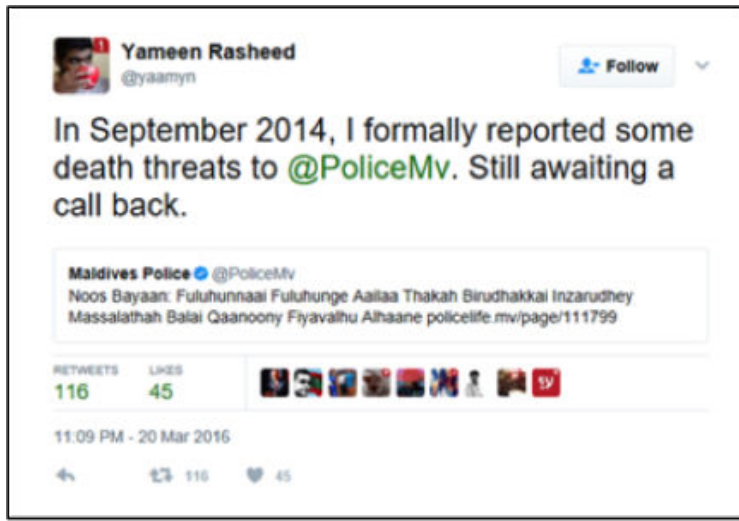 Yameen Rasheed
@yaamyn
Follow
In September 2014, I formally reported some
death threats to @PoliceMv. Still awaiting a
call back.
Maldives Police @PoliceMv
Noos Bayaan: Fuluhunnaai Fuluhunge Aailaa Thakah Birudhakkai Inzarudhey
Massalathah Balai Qaanoony Fiyavalhu Alhaane policelife.mv/page/111799
RETWEETS LIKES
116 45
11:09 PM - 20 Mar 2016
116 45